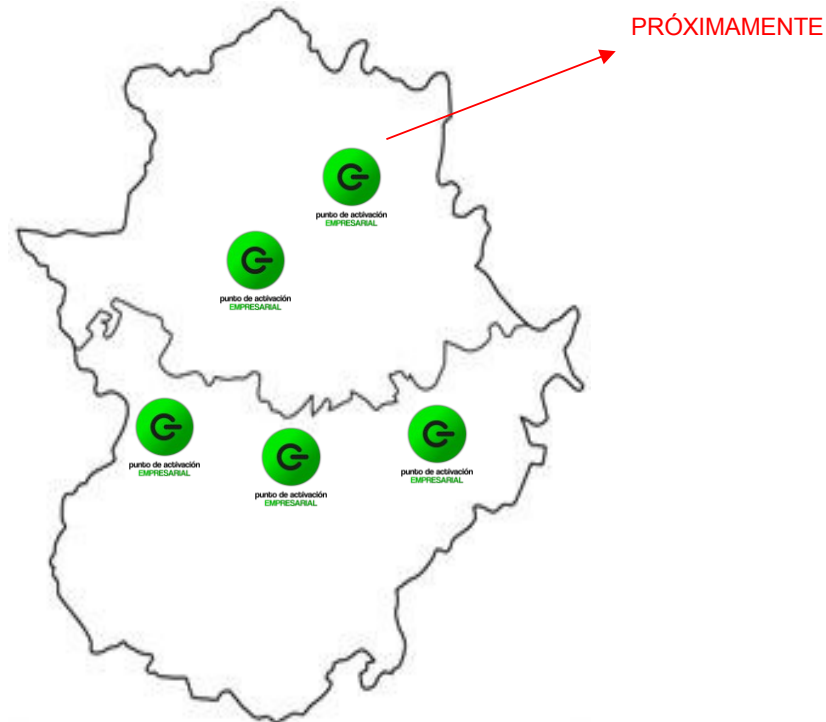 PRÓXIMAMENTE
punto de activación
EMPRESARIAL
punto de activación
EMPRESARIAL
punto de activación
EMPRESARIAL
punto de activación
EMPRESARIAL
punto de activación
EMPRESARIAL